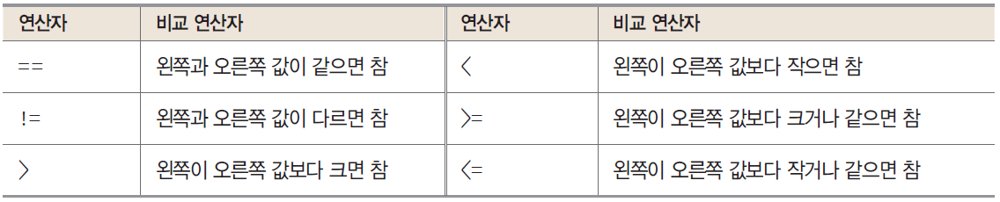 연산자 비교 연산자 연산자 비교 연산자
== 왼쪽과 오른쪽 값이 같으면 참 < 왼쪽이 오른쪽 값보다 작으면 참
!= 왼쪽과 오른쪽 값이 다르면 참 >= 왼쪽이 오른쪽 값보다 크거나 같으면 참
> 왼쪽이 오른쪽 값보다 크면 참 <= 왼쪽이 오른쪽 값보다 작거나 같으면 참